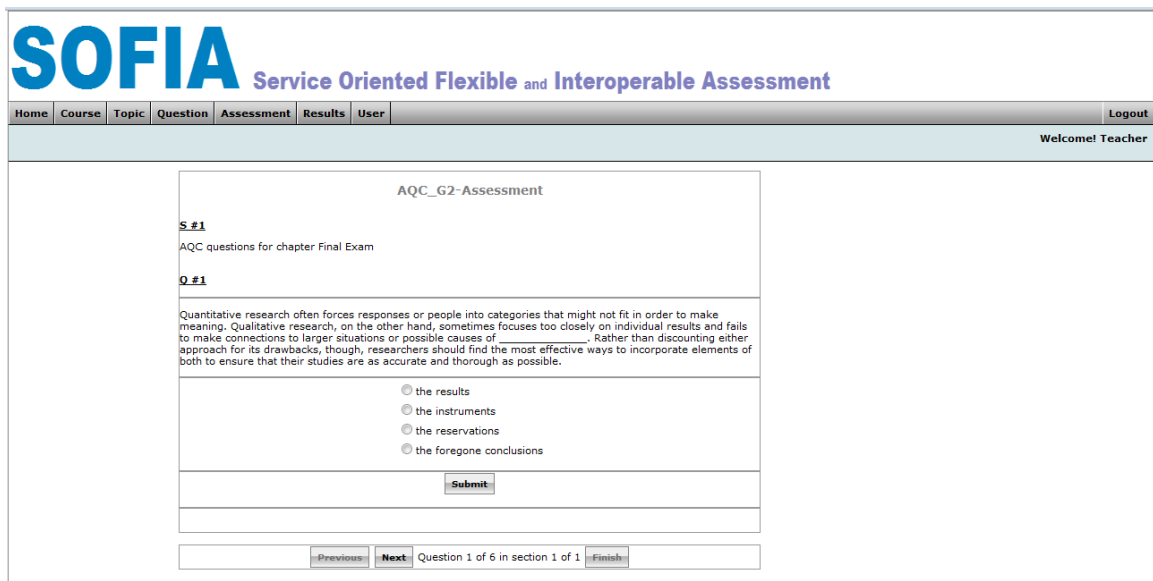 SOFIA Service Oriented Flexible and Interoperable Assessment
Home Course Topic Question Assessment Results User Logout
Welcome! Teacher
AQC_G2-Assessment
S #1
AQC questions for chapter Final Exam
Q #1
Quantitative research often forces responses or people into categories that might not fit in order to make
meaning. Qualitative research, on the other hand, sometimes focuses too closely on individual results and fails
to make connections to larger situations or possible causes of ______________. Rather than discounting either
approach for its drawbacks, though, researchers should find the most effective ways to incorporate elements of
both to ensure that their studies are as accurate and thorough as possible.
the results
the instruments
the reservations
the foregone conclusions
Submit
Previous Next Question 1 of 6 in section 1 of 1 Finish